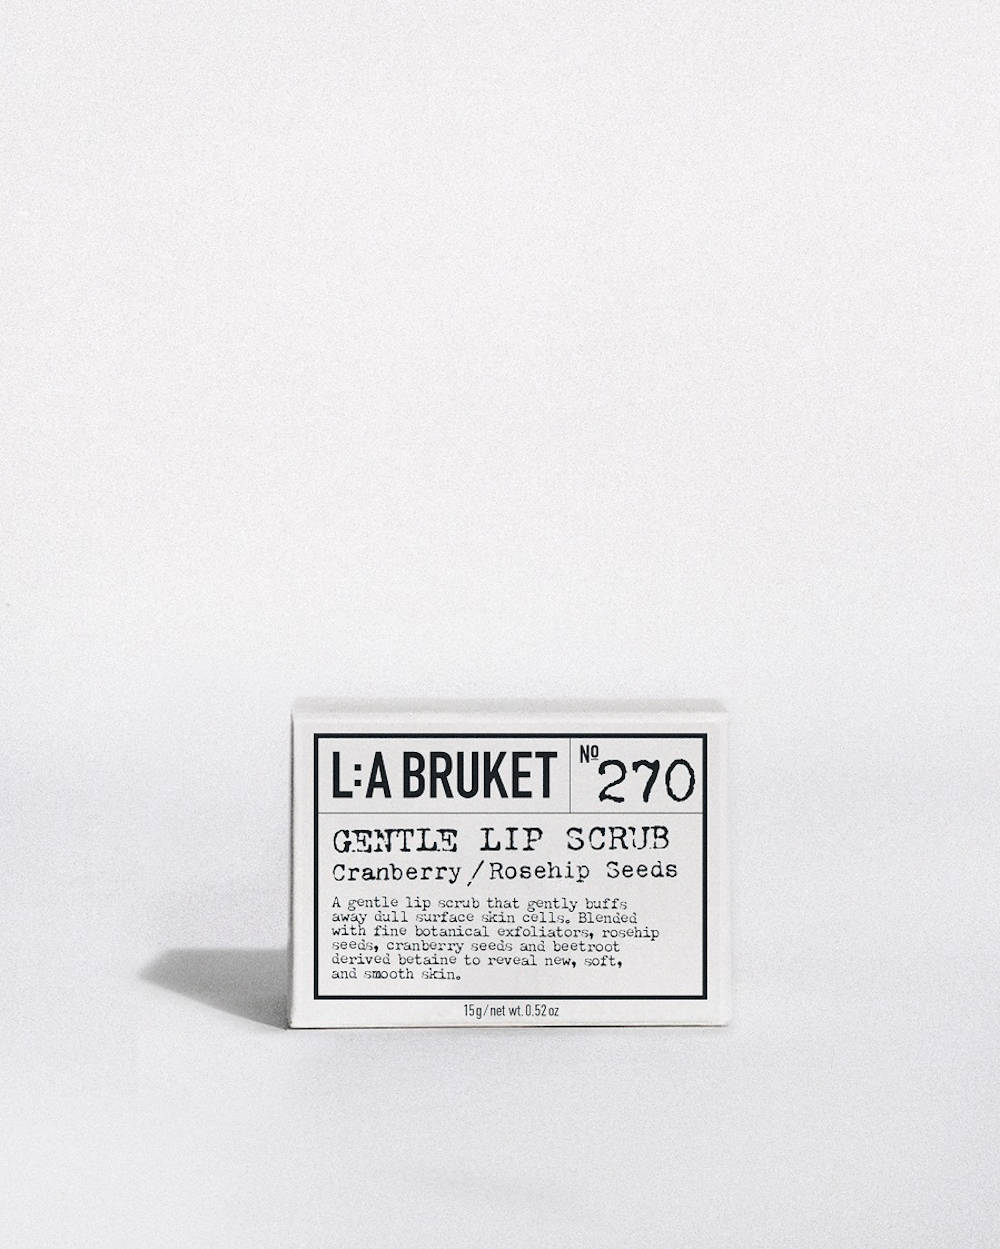 L:A BRUKET
Nº 270
GENTLE LIP SCRUB
Cranberry/Rosehip Seeds
A gentle lip scrub that gently buffs
away dull surface skin cells. Blended
with fine botanical exfoliators, rosehip
seeds, cranberry seeds and beetroot
derived betaine to reveal new, soft,
and smooth skin.
15g/net wt. 0.52 oz